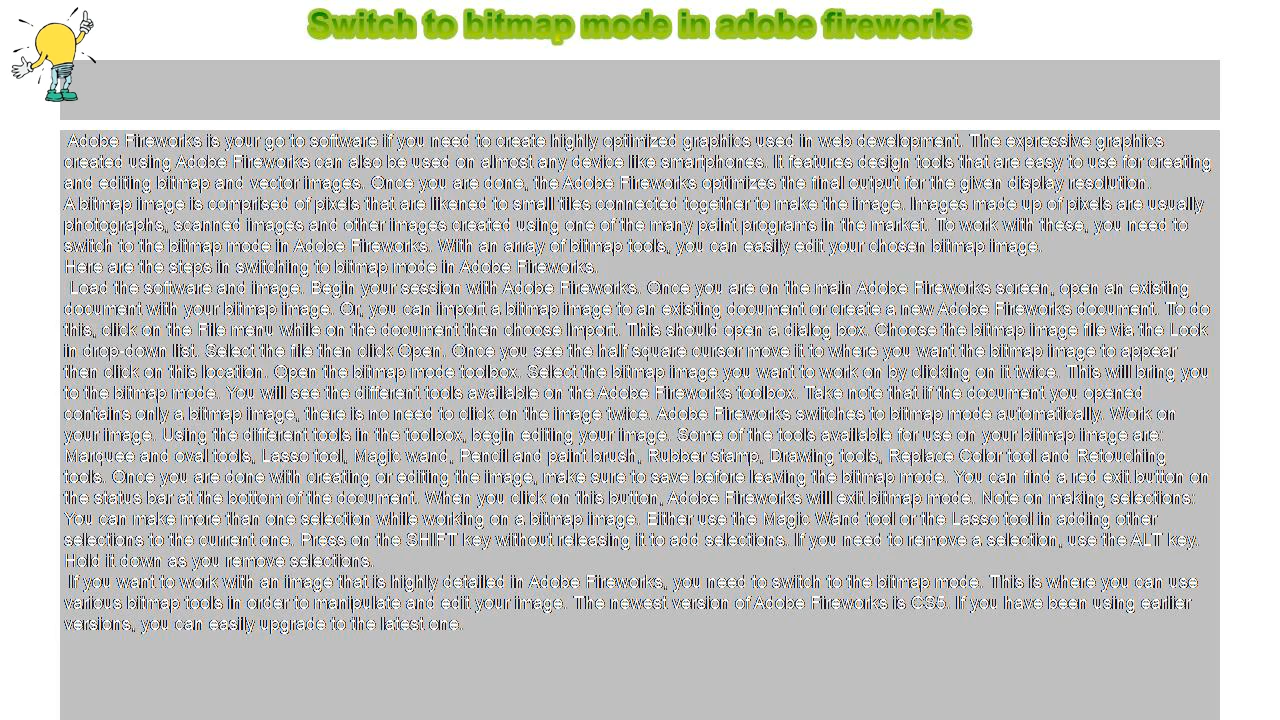 Switch to bitmap mode in adobe fireworks
Adobe Fireworks is your go to software if you need to create highly optimized graphics used in web development. The expressive graphics
created using Adobe Fireworks can also be used on almost any device like smartphones. It features design tools that are easy to use for creating
and editing bitmap and vector images. Once you are done, the Adobe Fireworks optimizes the final output for the given display resolution.
A bitmap image is comprised of pixels that are likened to small tiles connected together to make the image. Images made up of pixels are usually
photographs, scanned images and other images created using one of the many paint programs in the market. To work with these, you need to
switch to the bitmap mode in Adobe Fireworks. With an array of bitmap tools, you can easily edit your chosen bitmap image.
Here are the steps in switching to bitmap mode in Adobe Fireworks.
Load the software and image. Begin your session with Adobe Fireworks. Once you are on the main Adobe Fireworks screen, open an existing
document with your bitmap image. Or, you can import a bitmap image to an existing document or create a new Adobe Fireworks document. To do
this, click on the File menu while on the document then choose Import. This should open a dialog box. Choose the bitmap image file via the Look
in drop-down list. Select the file then click Open. Once you see the half square cursor move it to where you want the bitmap image to appear
then click on this location. Open the bitmap mode toolbox. Select the bitmap image you want to work on by clicking on it twice. This will bring you
to the bitmap mode. You will see the different tools available on the Adobe Fireworks toolbox. Take note that if the document you opened
contains only a bitmap image, there is no need to click on the image twice. Adobe Fireworks switches to bitmap mode automatically. Work on
your image. Using the different tools in the toolbox, begin editing your image. Some of the tools available for use on your bitmap image are:
Marquee and oval tools, Lasso tool, Magic wand, Pencil and paint brush, Rubber stamp, Drawing tools, Replace Color tool and Retouching
tools. Once you are done with creating or editing the image, make sure to save before leaving the bitmap mode. You can find a red exit button on
the status bar at the bottom of the document. When you click on this button, Adobe Fireworks will exit bitmap mode. Note on making selections:
You can make more than one selection while working on a bitmap image. Either use the Magic Wand tool or the Lasso tool in adding other
selections to the current one. Press on the SHIFT key without releasing it to add selections. If you need to remove a selection, use the ALT key.
Hold it down as you remove selections.
If you want to work with an image that is highly detailed in Adobe Fireworks, you need to switch to the bitmap mode. This is where you can use
various bitmap tools in order to manipulate and edit your image. The newest version of Adobe Fireworks is CS5. If you have been using earlier
versions, you can easily upgrade to the latest one.